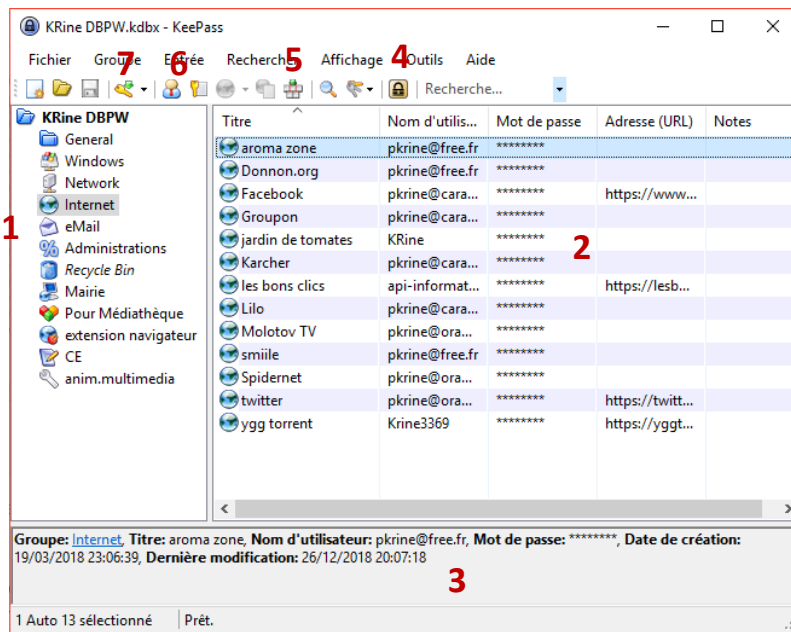 KRine DBPW.kdbx - KeePass
Fichier Groupe Entrée Rechercher Affichage Outils Aide
7 6 5 4
Recherche...
KRine DBPW
General
Windows
Network
Internet
eMail
Administrations
Recycle Bin
Mairie
Pour Médiathèque
extension navigateur
CE
anim.multimedia
1
Titre Nom d'utilis... Mot de passe Adresse (URL) Notes
aroma zone pkrine@free.fr ********
Donnon.org pkrine@free.fr ********
Facebook pkrine@cara... ******** https://www...
Groupon pkrine@cara... ********
jardin de tomates KRine ********
2
Karcher pkrine@cara... ********
les bons clics api-informat... ******** https://lesb...
Lilo pkrine@cara... ********
Molotov TV pkrine@ora... ********
smiile pkrine@free.fr ********
Spidernet pkrine@ora... ********
twitter pkrine@ora... ******** https://twitt...
ygg torrent Krine3369 ******** https://yggt...
Groupe: Internet, Titre: aroma zone, Nom d'utilisateur: pkrine@free.fr, Mot de passe: ********, Date de création:
19/03/2018 23:06:39, Dernière modification: 26/12/2018 20:07:18
3
1 Auto 13 sélectionné Prêt.